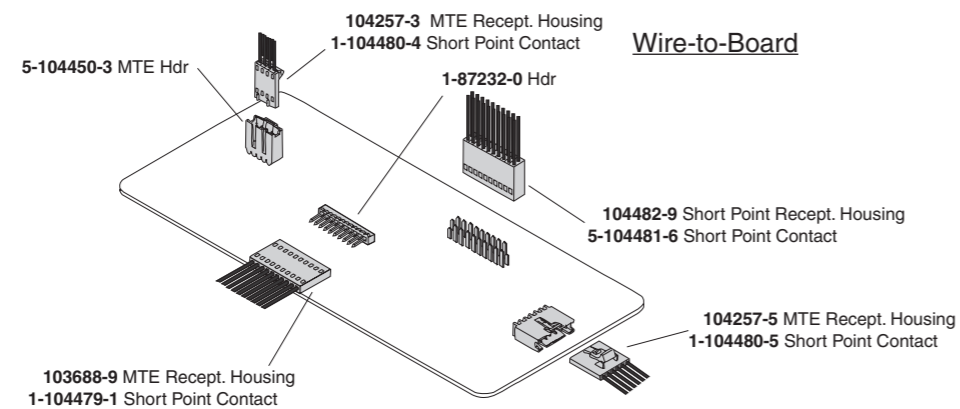 104257-3 MTE Recept. Housing
1-104480-4 Short Point Contact
Wire-to-Board
5-104450-3 MTE Hdr
1-87232-0 Hdr
104482-9 Short Point Recept. Housing
5-104481-6 Short Point Contact
104257-5 MTE Recept. Housing
1-104480-5 Short Point Contact
103688-9 MTE Recept. Housing
1-104479-1 Short Point Contact